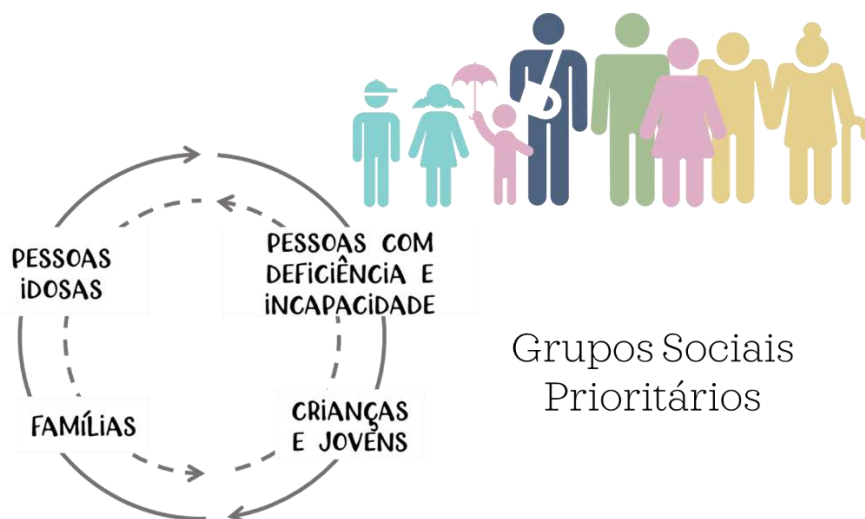 PESSOAS
IDOSAS
PESSOAS COM
DEFICIÊNCIA E
INCAPACIDADE
FAMÍLIAS
CRIANÇAS
E JOVENS
Grupos Sociais
Prioritários